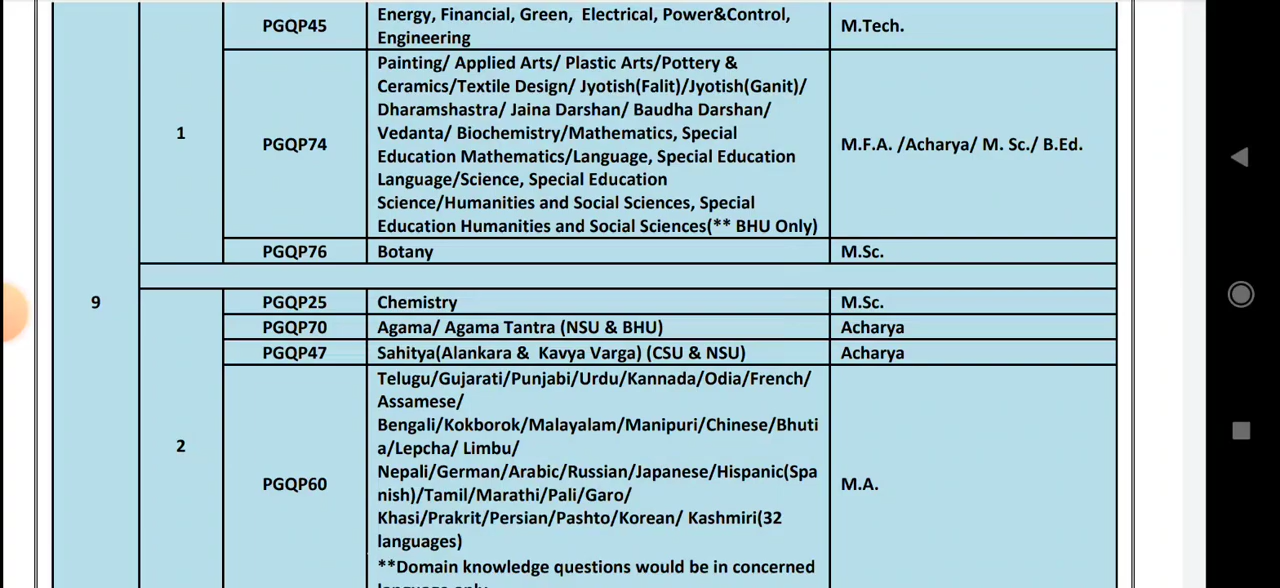 PGQP45
Energy, Financial, Green, Electrical, Power&Control,
Engineering
M.Tech.
9
1
PGQP74
Painting/ Applied Arts/ Plastic Arts/Pottery &
Ceramics/Textile Design/ Jyotish(Falit)/Jyotish(Ganit)/
Dharamshastra/ Jaina Darshan/ Baudha Darshan/
Vedanta/ Biochemistry/Mathematics, Special
Education Mathematics/Language, Special Education
Language/Science, Special Education
Science/Humanities and Social Sciences, Special
Education Humanities and Social Sciences(** BHU Only)
M.F.A. /Acharya/ M. Sc./ B.Ed.
PGQP76
Botany
M.Sc.
2
PGQP25
Chemistry
M.Sc.
PGQP70
Agama/ Agama Tantra (NSU & BHU)
Acharya
PGQP47
Sahitya(Alankara & Kavya Varga) (CSU & NSU)
Acharya
PGQP60
Telugu/Gujarati/Punjabi/Urdu/Kannada/Odia/French/
Assamese/
Bengali/Kokborok/Malayalam/Manipuri/Chinese/Bhuti
a/Lepcha/ Limbu/
Nepali/German/Arabic/Russian/Japanese/Hispanic(Spa
nish)/Tamil/Marathi/Pali/Garo/
Khasi/Prakrit/Persian/Pashto/Korean/ Kashmiri(32
languages)
**Domain knowledge questions would be in concerned
language only
M.A.